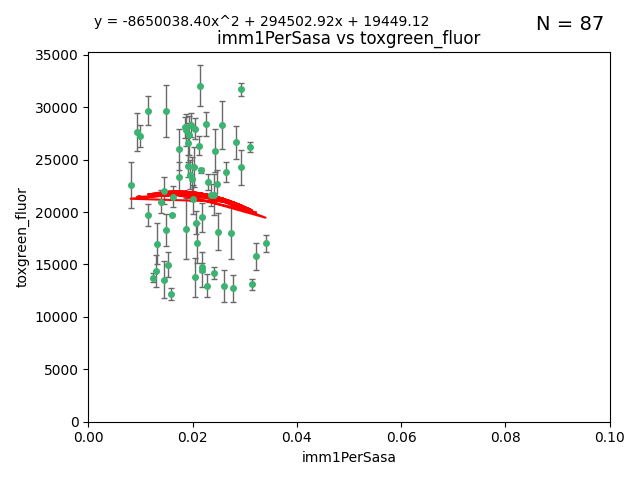 y = -8650038.40x^2 + 294502.92x + 19449.12
N = 87
imm1PerSasa vs toxgreen_fluor
35000
30000
25000
20000
15000
10000
5000
0
toxgreen_fluor
0.00 0.02 0.04 0.06 0.08 0.10
imm1PerSasa